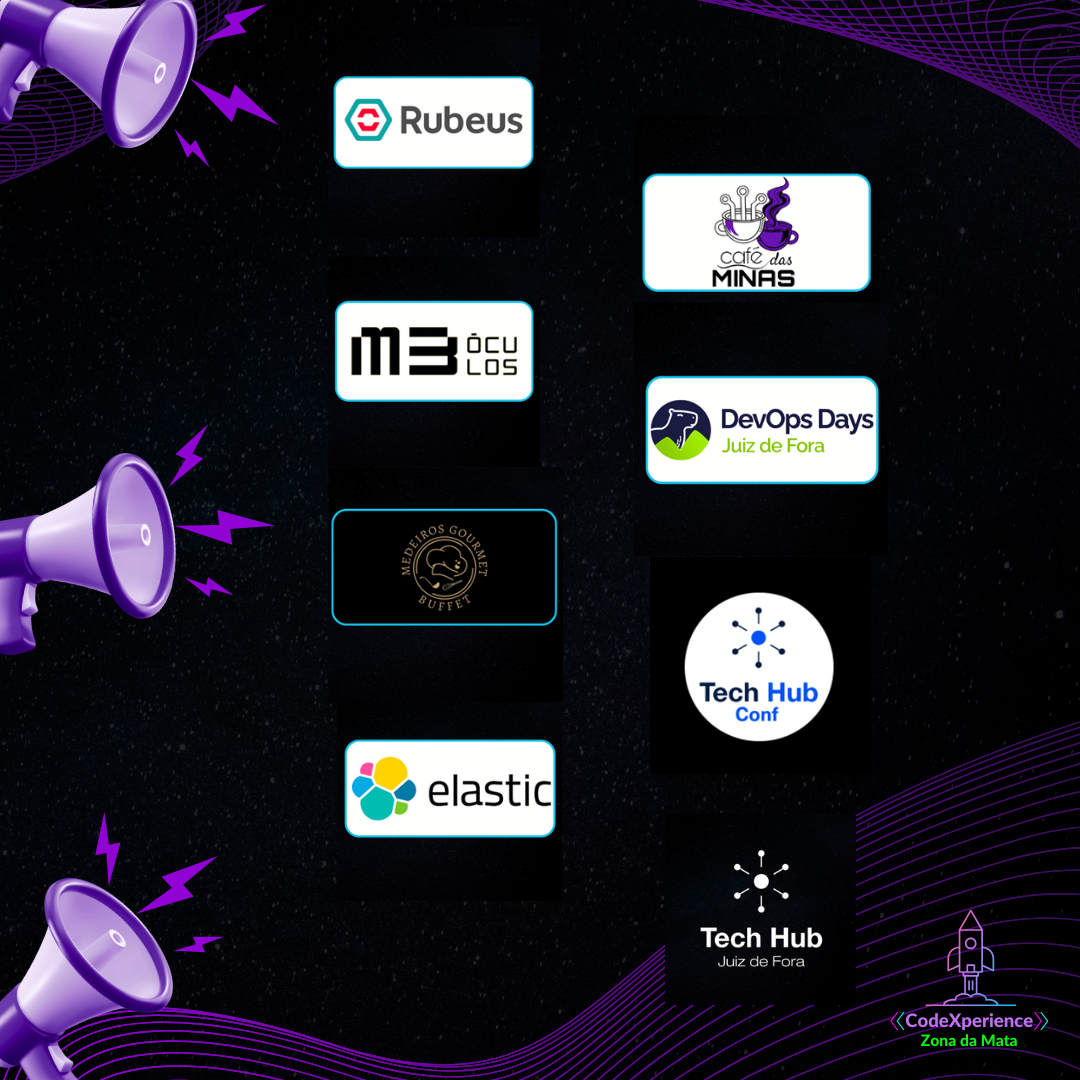 Rubeus
café das
MINAS
M3 ÓCU
LOS
DevOps Days
Juiz de Fora
MEDEIROS GOURMET
BUFFET
Tech Hub
Conf
elastic
Tech Hub
Juiz de Fora
CodeXperience
Zona da Mata